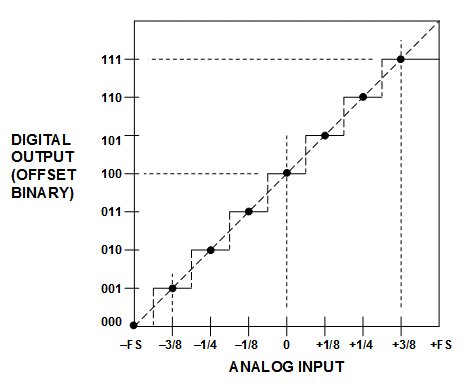 111
110
101
100
011
010
001
000
DIGITAL
OUTPUT
(OFFSET
BINARY)
–FS –3/8 –1/4 –1/8 0 +1/8 +1/4 +3/8 +FS
ANALOG INPUT